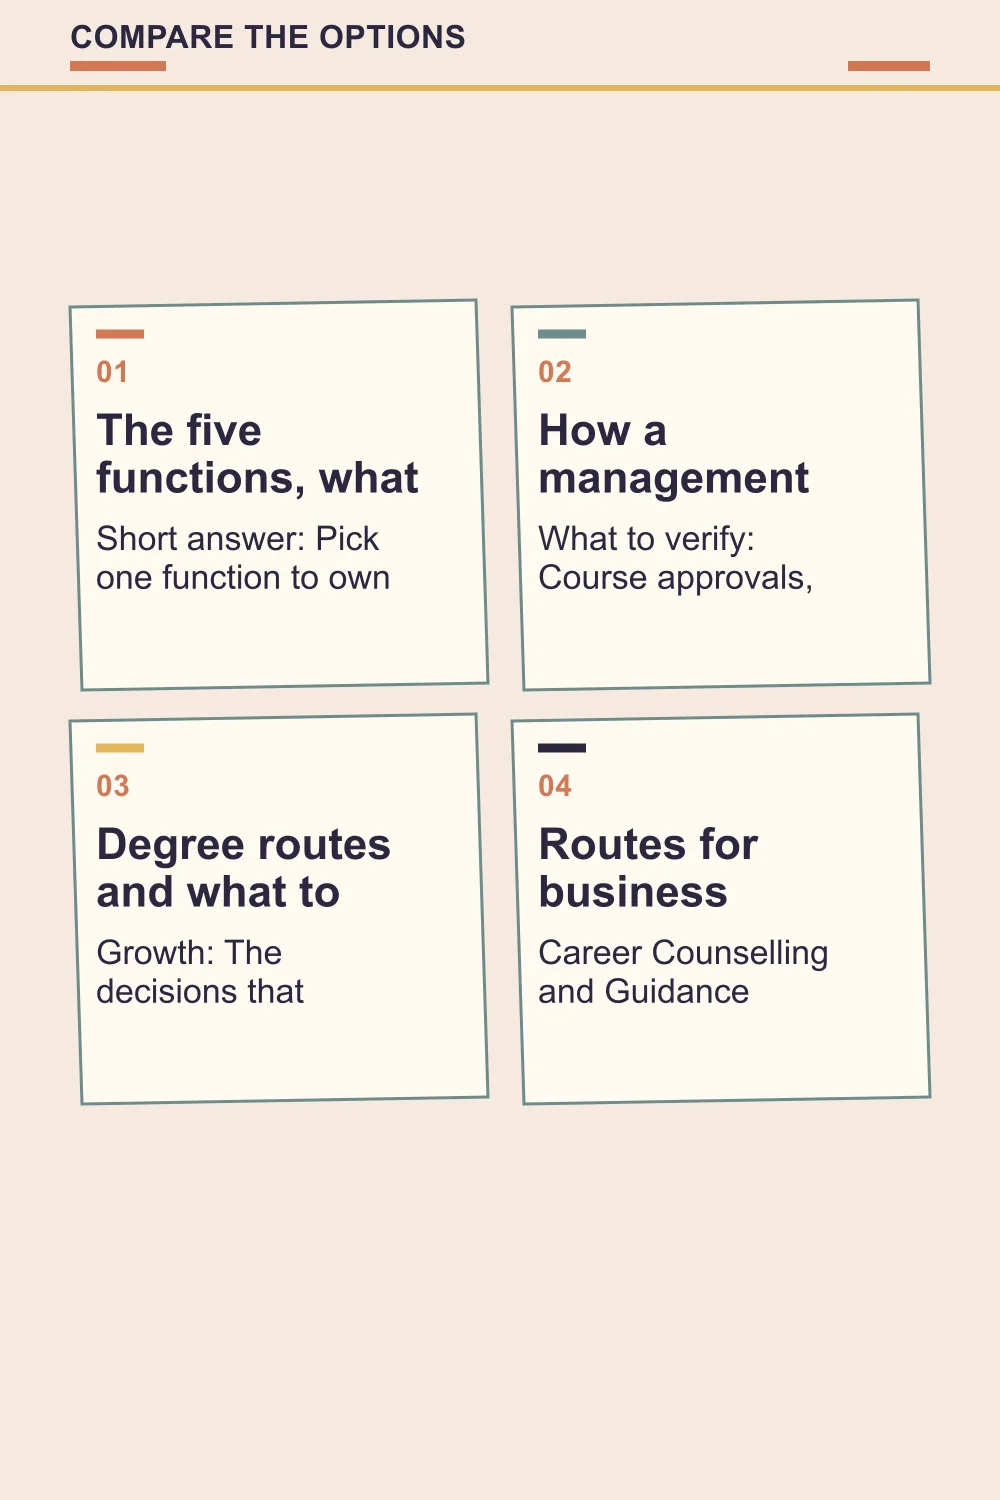 COMPARE THE OPTIONS
01
The five
functions, what
Short answer: Pick
one function to own
02
How a
management
What to verify:
Course approvals,
03
Degree routes
and what to
Growth: The
decisions that
04
Routes for
business
Career Counselling
and Guidance